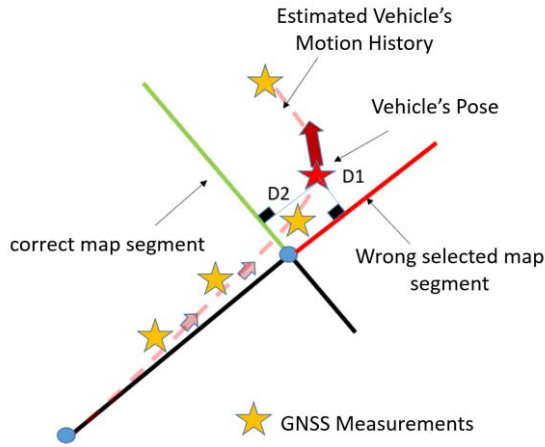 Estimated Vehicle's
Motion History
Vehicle's Pose
D1
D2
correct map segment
Wrong selected map
segment
GNSS Measurements